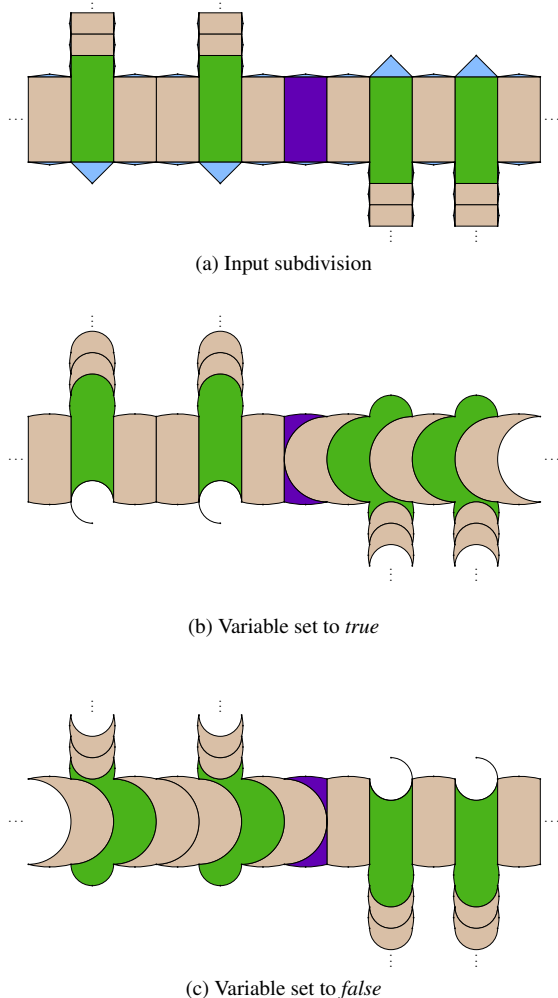 (a) Input subdivision
(b) Variable set to true
(c) Variable set to false